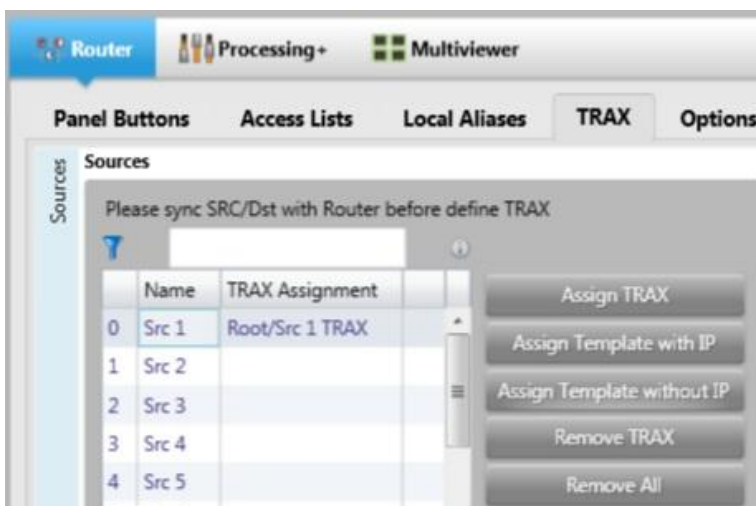 Router Processing+ Multiviewer
Panel Buttons Access Lists Local Aliases TRAX Options
Sources
Sources
Please sync SRC/Dst with Router before define TRAX
Name TRAX Assignment
0 Src 1 Root/Src 1 TRAX
1 Src 2
2 Src 3
3 Src 4
4 Src 5
Assign TRAX
Assign Template with IP
Assign Template without IP
Remove TRAX
Remove All